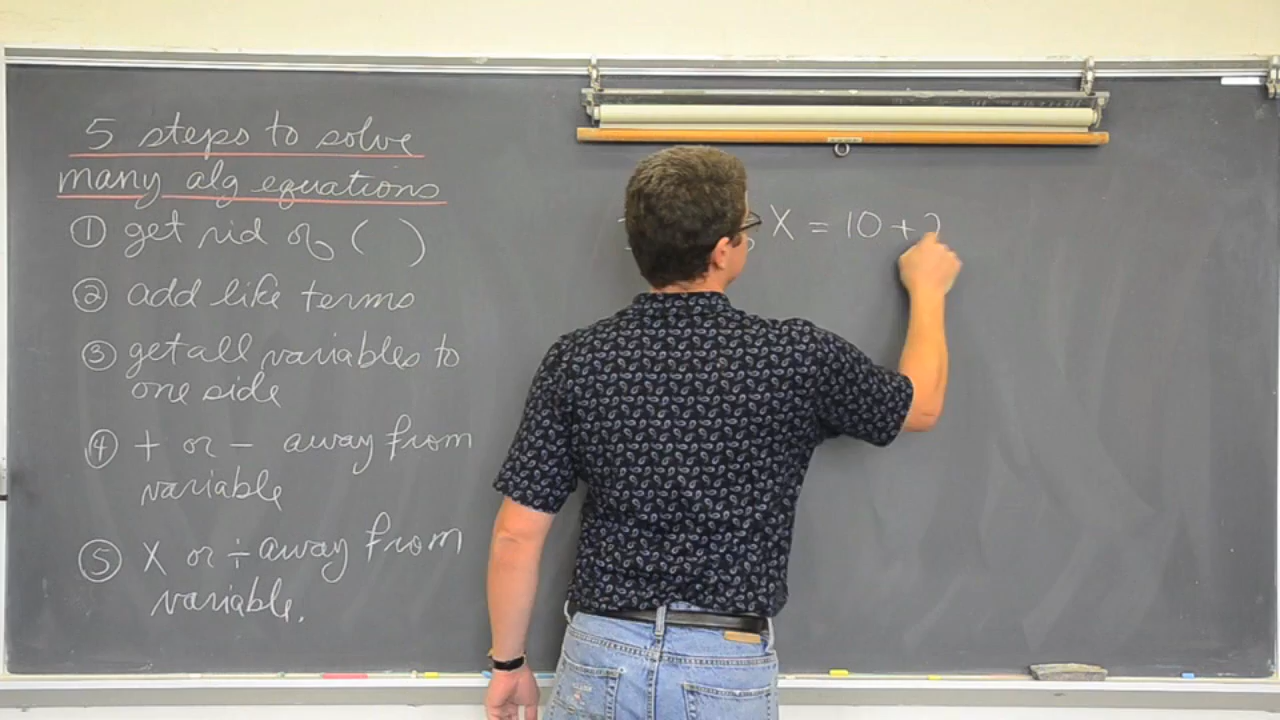 5 steps to solve
many alg equations
① get rid of ( )
② add like terms
③ get all variables to
one side
④ + or − away from
variable
⑤ X or ÷ away from
variable.
X = 10 + 2